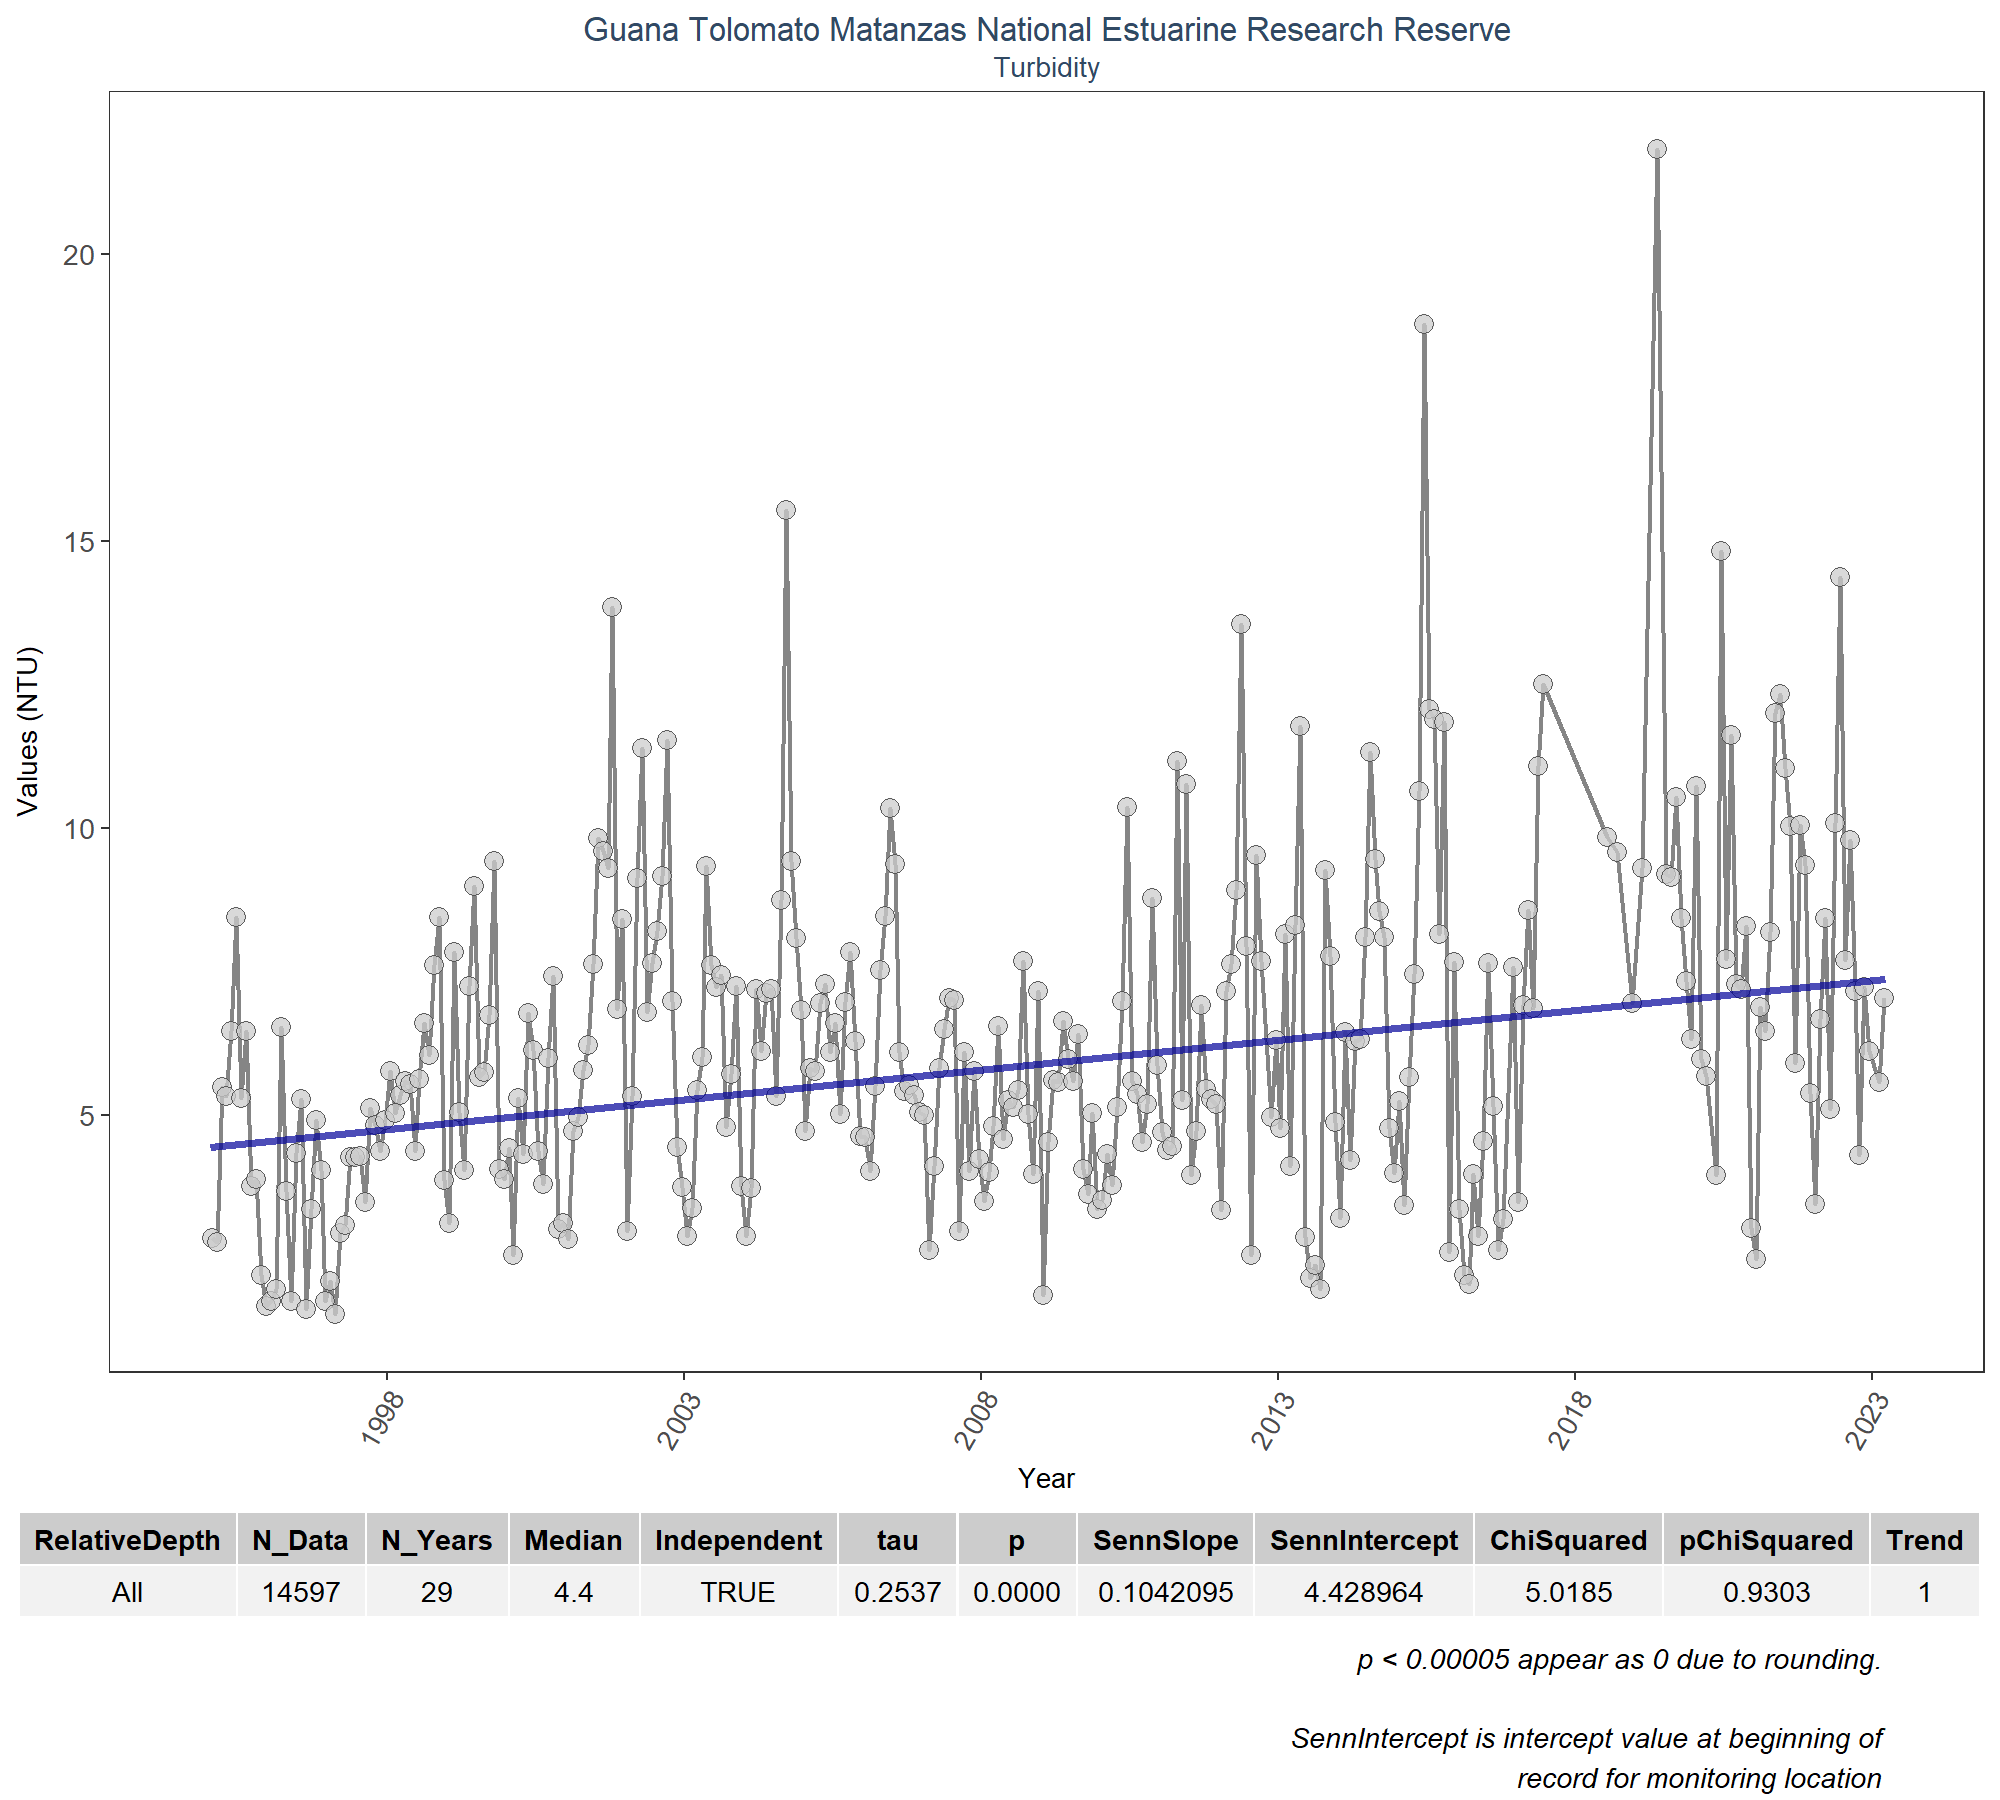 Guana Tolomato Matanzas National Estuarine Research Reserve
Turbidity
20
15
10
5
Values (NTU)
1998
2003
2008
2013
2018
2023
Year
RelativeDepth N_Data N_Years Median Independent tau p SennSlope SennIntercept ChiSquared pChiSquared Trend
All 14597 29 4.4 TRUE 0.2537 0.0000 0.1042095 4.428964 5.0185 0.9303 1
p < 0.00005 appear as 0 due to rounding.
SennIntercept is intercept value at beginning of
record for monitoring location